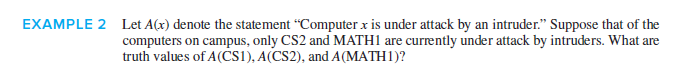 EXAMPLE 2 Let A(x) denote the statement “Computer x is under attack by an intruder.” Suppose that of the
computers on campus, only CS2 and MATH1 are currently under attack by intruders. What are
truth values of A(CS1), A(CS2), and A(MATH1)?